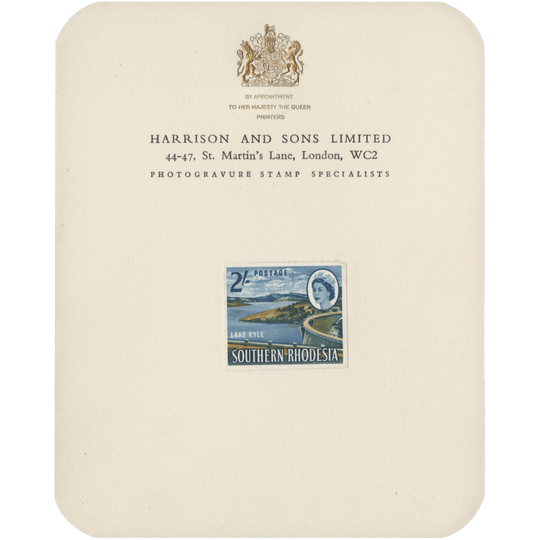 BY APPOINTMENT
TO HER MAJESTY THE QUEEN
PRINTERS
HARRISON AND SONS LIMITED
44-47, St. Martin's Lane, London, WC2
PHOTOGRAVURE STAMP SPECIALISTS
2/- POSTAGE
LAKE KYLE
SOUTHERN RHODESIA